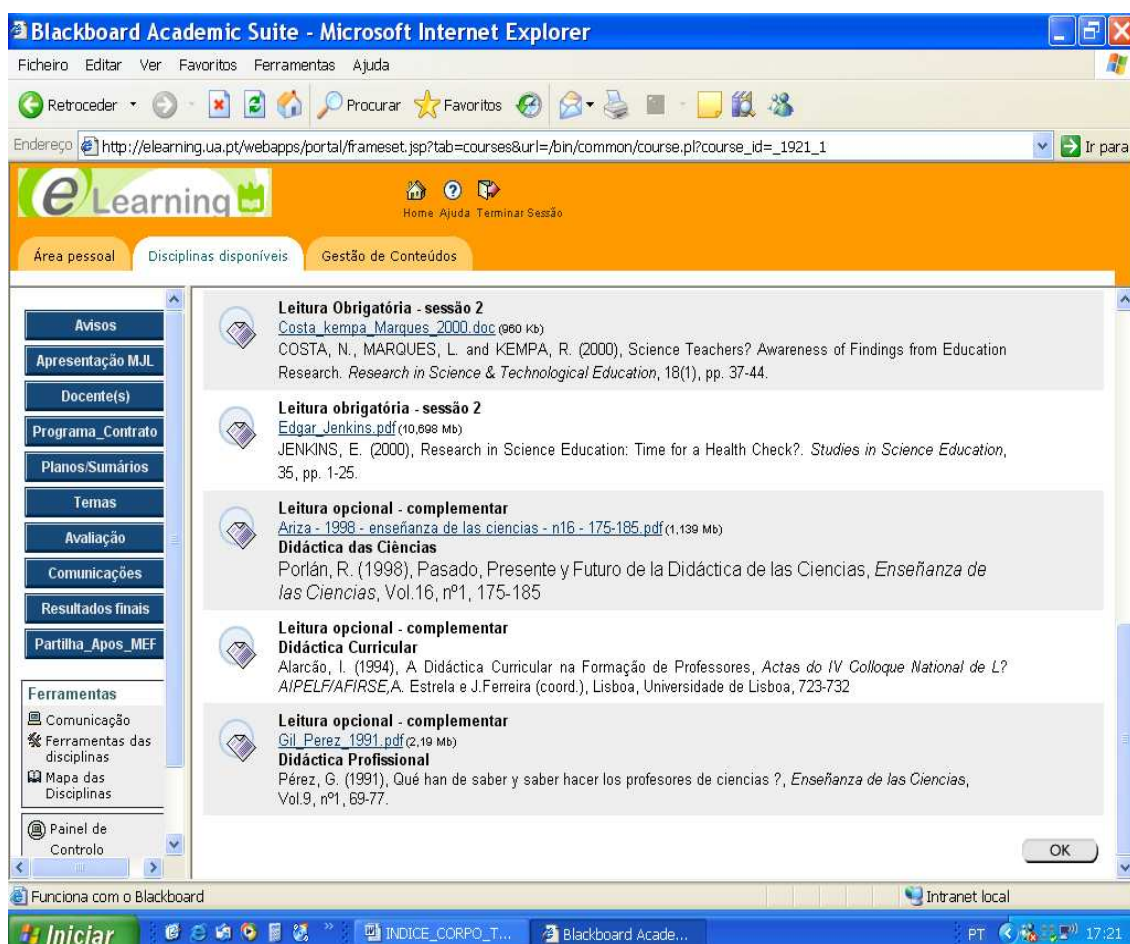 Blackboard Academic Suite - Microsoft Internet Explorer
Ficheiro Editar Ver Favoritos Ferramentas Ajuda
Retroceder Procurar Favoritos
Endereço http://elearning.ua.pt/webapps/portal/frameset.jsp?tab=courses&url=/bin/common/course.pl?course_id=_1921_1 Ir para
eLearning
Home Ajuda Terminar Sessão
Área pessoal Disciplinas disponíveis Gestão de Conteúdos
Avisos
Apresentação MJL
Docente(s)
Programa_Contrato
Planos/Sumários
Temas
Avaliação
Comunicações
Resultados finais
Partilha_Apos_MEF
Ferramentas
Comunicação
Ferramentas das
disciplinas
Mapa das
Disciplinas
Painel de
Controlo
Leitura Obrigatória - sessão 2
Costa_kempa_Marques_2000.doc (960 Kb)
COSTA, N., MARQUES, L. and KEMPA, R. (2000), Science Teachers? Awareness of Findings from Education
Research. Research in Science & Technological Education, 18(1), pp. 37-44.
Leitura obrigatória - sessão 2
Edgar_Jenkins.pdf (10,698 Mb)
JENKINS, E. (2000), Research in Science Education: Time for a Health Check?. Studies in Science Education,
35, pp. 1-25.
Leitura opcional - complementar
Ariza - 1998 - enseñanza de las ciencias - n16 - 175-185.pdf (1,139 Mb)
Didáctica das Ciências
Porlán, R. (1998), Pasado, Presente y Futuro de la Didáctica de las Ciencias, Enseñanza de
las Ciencias, Vol.16, nº1, 175-185
Leitura opcional - complementar
Didáctica Curricular
Alarcão, I. (1994), A Didáctica Curricular na Formação de Professores, Actas do IV Colloque National de L?
AIPELF/AFIRSE,A. Estrela e J.Ferreira (coord.), Lisboa, Universidade de Lisboa, 723-732
Leitura opcional - complementar
Gil_Perez_1991.pdf (2,19 Mb)
Didáctica Profissional
Pérez, G. (1991), Qué han de saber y saber hacer los profesores de ciencias ?, Enseñanza de las Ciencias,
Vol.9, nº1, 69-77.
OK
Funciona com o Blackboard Intranet local
Iniciar INDICE_CORPO_T... Blackboard Acade... PT 17:21